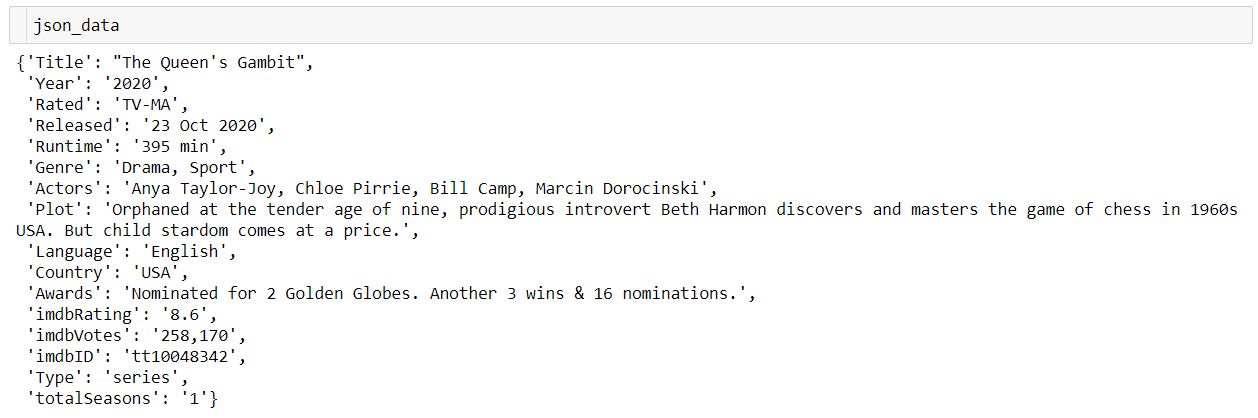 json_data
{'Title': "The Queen's Gambit",
'Year': '2020',
'Rated': 'TV-MA',
'Released': '23 Oct 2020',
'Runtime': '395 min',
'Genre': 'Drama, Sport',
'Actors': 'Anya Taylor-Joy, Chloe Pirrie, Bill Camp, Marcin Dorocinski',
'Plot': 'Orphaned at the tender age of nine, prodigious introvert Beth Harmon discovers and masters the game of chess in 1960s
USA. But child stardom comes at a price.',
'Language': 'English',
'Country': 'USA',
'Awards': 'Nominated for 2 Golden Globes. Another 3 wins & 16 nominations.',
'imdbRating': '8.6',
'imdbVotes': '258,170',
'imdbID': 'tt10048342',
'Type': 'series',
'totalSeasons': '1'}